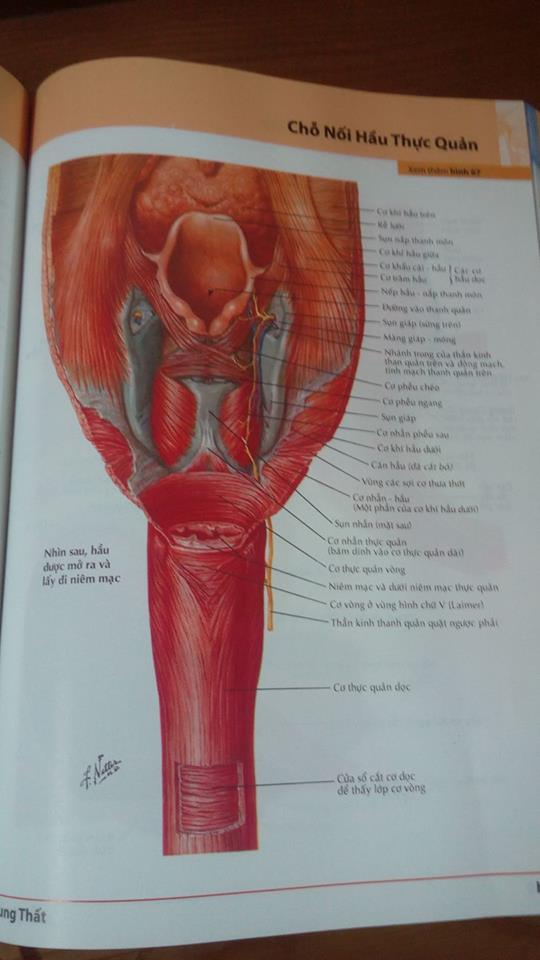 Chỗ Nối Hầu Thực Quản
Xem thêm hình 67
Cơ khí hầu trên
Rễ lưỡi
Sụn nắp thanh môn
Cơ khí hầu giữa
Cơ khẩu cái - hầu
Cơ trâm hầu
Các cơ
hầu dọc
Nếp hầu - nắp thanh môn
Đường vào thanh quản
Sụn giáp (sừng trên)
Màng giáp - móng
Nhánh trong của thần kinh
than quản trên và động mạch,
tĩnh mạch thanh quản trên
Cơ phễu chéo
Cơ phễu ngang
Sụn giáp
Cơ nhẫn phễu sau
Cơ khí hầu dưới
Cân hầu (đã cắt bỏ)
Vùng các sợi cơ thưa thớt
Cơ nhẫn - hầu
(Một phần của cơ khí hầu dưới)
Sụn nhẫn (mặt sau)
Cơ nhẫn thực quản
(bám dính vào cơ thực quản dài)
Cơ thực quản vòng
Niêm mạc và dưới niêm mạc thực quản
Cơ vòng ở vùng hình chữ V (Laimer)
Thần kinh thanh quản quặt ngược phải
Nhìn sau, hầu
được mở ra và
lấy đi niêm mạc
Cơ thực quản dọc
Cửa sổ cắt cơ dọc
để thấy lớp cơ vòng
F. Netter
ung Thất